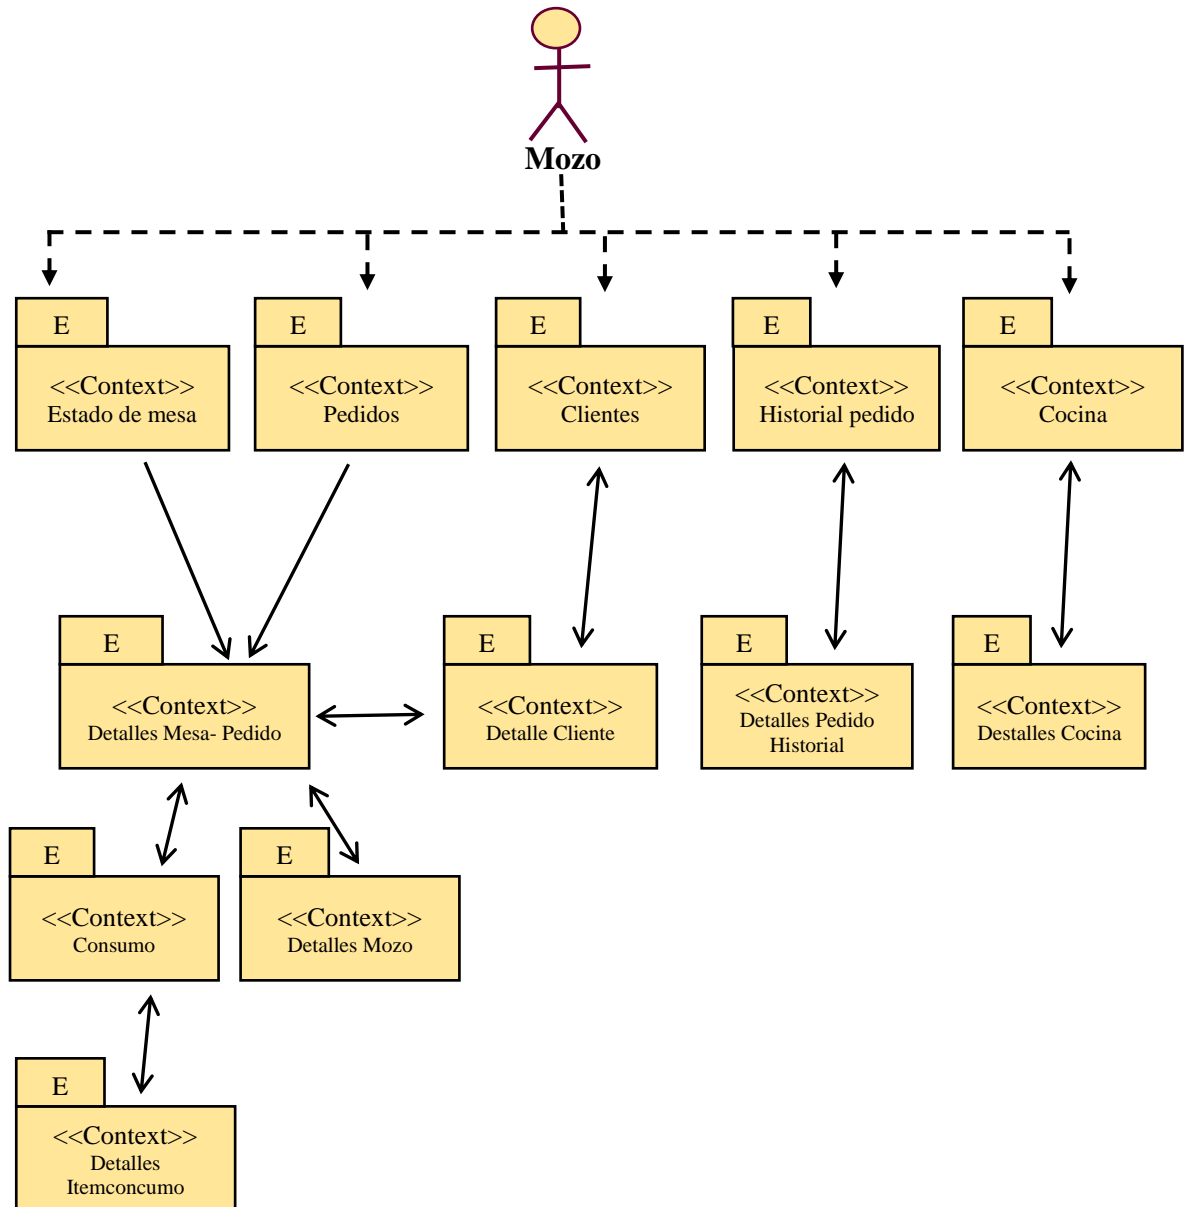 Mozo
E
E
E
E
E
<<Context>>
Estado de mesa
<<Context>>
Pedidos
<<Context>>
Clientes
<<Context>>
Historial pedido
<<Context>>
Cocina
E
E
E
E
<<Context>>
Detalles Mesa- Pedido
<<Context>>
Detalle Cliente
<<Context>>
Detalles Pedido
Historial
<<Context>>
Destalles Cocina
E
E
<<Context>>
Consumo
<<Context>>
Detalles Mozo
E
<<Context>>
Detalles
Itemconcumo